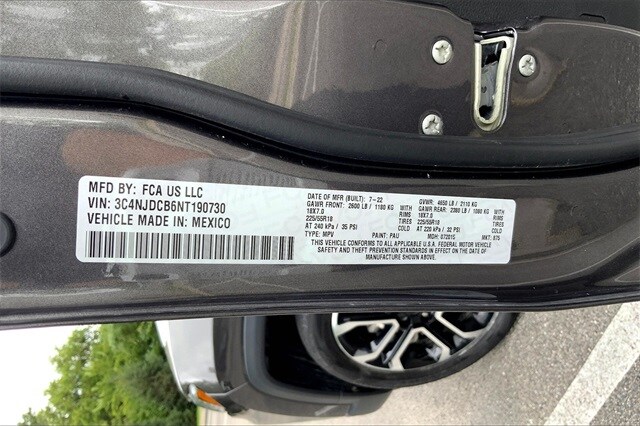 MFD BY: FCA US LLC
VIN: 3C4NJDCB6NT190730
VEHICLE MADE IN: MEXICO
DATE OF MFR (BUILT): 7-22 GVWR: 4650 LB / 2110 KG
GAWR FRONT: 2600 LB / 1180 KG GAWR REAR: 2380 LB / 1080 KG
18X7.0 RIMS 18X7.0 RIMS
225/55R18 TIRES 225/55R18 TIRES
AT 240 kPa / 35 PSI COLD AT 220 kPa / 32 PSI COLD
TYPE: MPV PAINT: PAU MDH: 072015 MKT: 875
THIS VEHICLE CONFORMS TO ALL APPLICABLE U.S.A. FEDERAL MOTOR VEHICLE
SAFETY AND THEFT PREVENTION STANDARDS IN EFFECT ON THE DATE OF
MANUFACTURE SHOWN ABOVE.